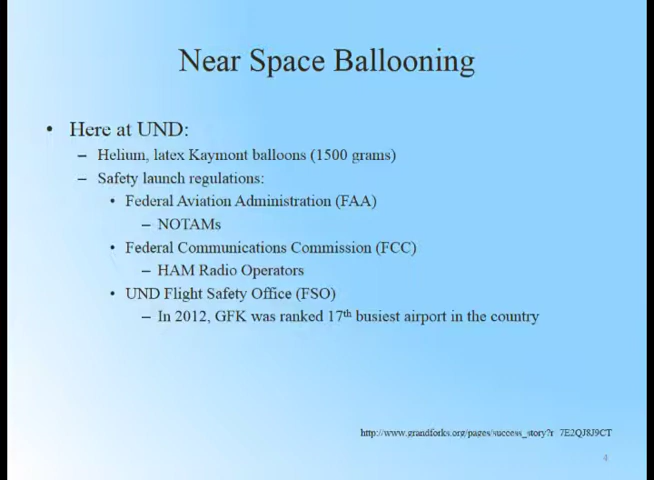 Near Space Ballooning
• Here at UND:
– Helium, latex Kaymont balloons (1500 grams)
– Safety launch regulations:
• Federal Aviation Administration (FAA)
– NOTAMs
• Federal Communications Commission (FCC)
– HAM Radio Operators
• UND Flight Safety Office (FSO)
– In 2012, GFK was ranked 17th busiest airport in the country
http://www.grandforks.org/pages/success_story?r=7E2QJ8J9CT
4